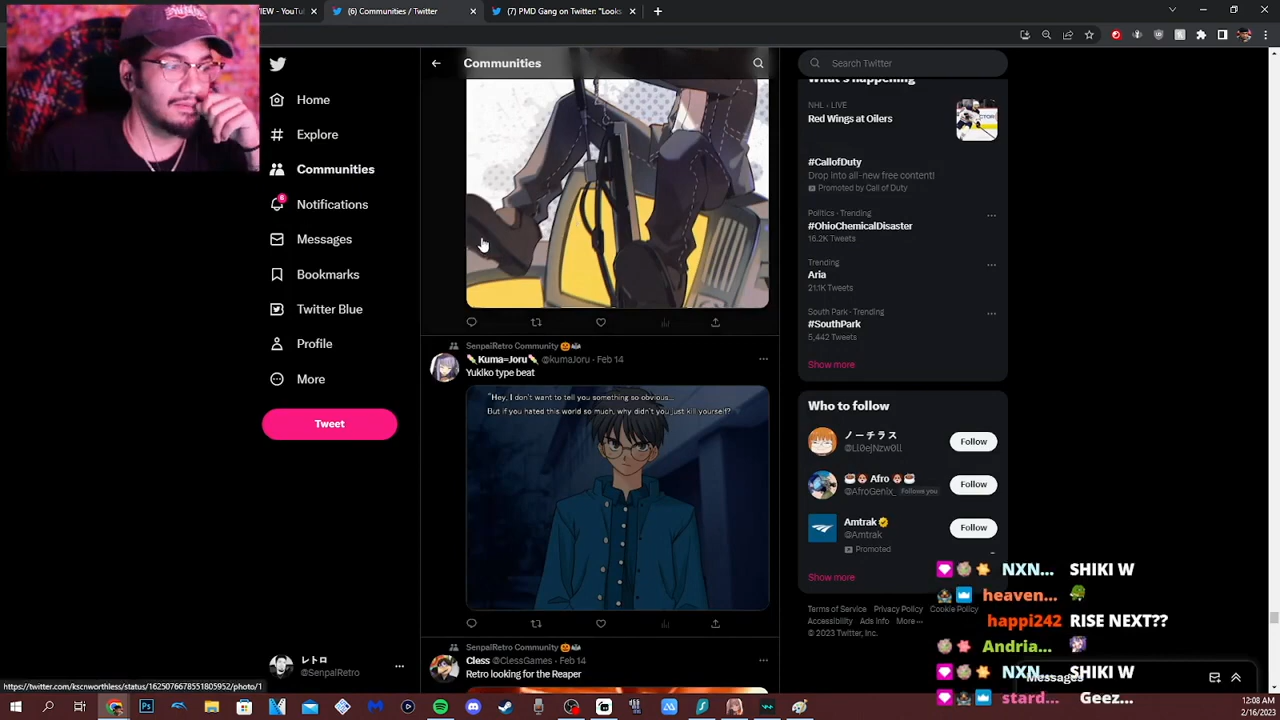 VIEW - YouTube
(6) Communities / Twitter
(7) PMD Gang on Twitter: "Looks
Home
Explore
Communities
6
Notifications
Messages
Bookmarks
Twitter Blue
Profile
More
Tweet
レトロ
@SenpaiRetro
Communities
SenpaiRetro Community
Kuma=Joru
@kumaJoru · Feb 14
Yukiko type beat
"Hey, I don't want to tell you something so obvious...
But if you hated this world so much, why didn't you just kill yourself?
SenpaiRetro Community
Cless @ClessGames · Feb 14
Retro looking for the Reaper
Search Twitter
What's happening
NHL · LIVE
Red Wings at Oilers
#CallofDuty
Drop into all-new free content!
Promoted by Call of Duty
Politics · Trending
#OhioChemicalDisaster
16.2K Tweets
Trending
Aria
21.1K Tweets
South Park · Trending
#SouthPark
5,442 Tweets
Show more
Who to follow
ノーチラス
@Ll0ejNzw0ll
Follow
Afro
@AfroGenix_ Follows you
Follow
Amtrak
@Amtrak
Follow
Promoted
Show more
Terms of Service Privacy Policy Cookie Policy
Accessibility Ads info More ...
© 2023 Twitter, Inc.
Messages
NXN... SHIKI W
heaven...
happi242 RISE NEXT??
Andria...
NXN... SHIKI W
stard... Geez...
https://twitter.com/kscnworthless/status/1625076678551805952/photo/1
12:08 AM
2/16/2023